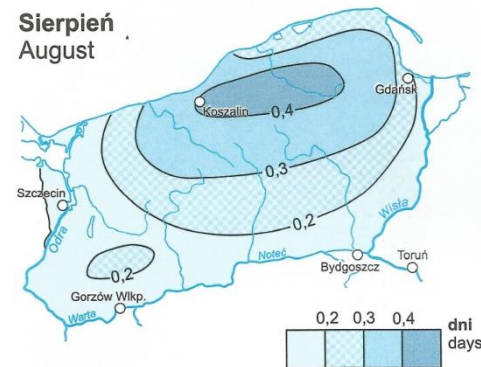 Sierpień
August
Gdańsk
Koszalin
0,4
0,3
Szczecin
0,2
Wisła
Odra
0,2
Noteć
Bydgoszcz
Toruń
Gorzów Wlkp.
Warta
0,2 0,3 0,4 dni
days